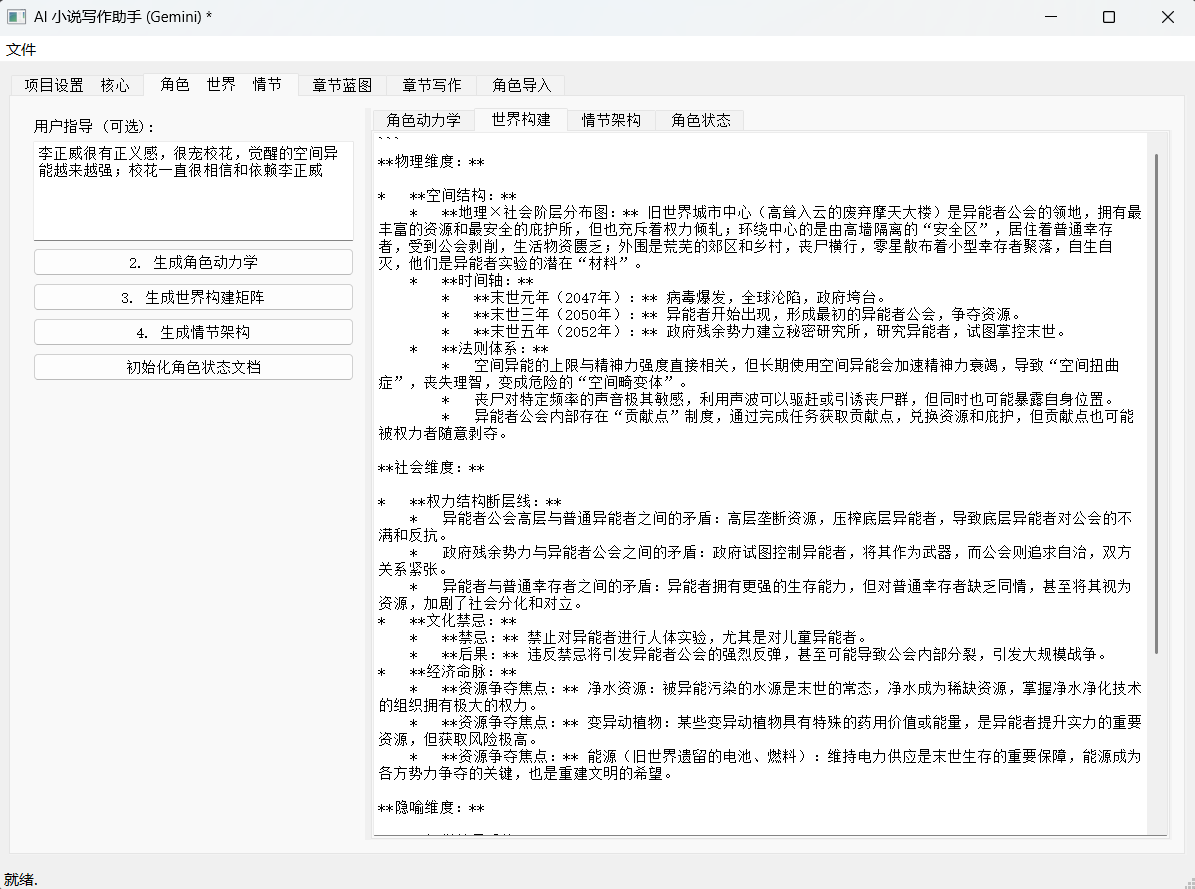 AI 小说写作助手 (Gemini) *
文件
项目设置 核心 角色 世界 情节 章节蓝图 章节写作 角色导入
用户指导（可选）：
李正威很有正义感，很宠校花，觉醒的空间异
能越来越强；校花一直很相信和依赖李正威
2. 生成角色动力学
3. 生成世界构建矩阵
4. 生成情节架构
初始化角色状态文档
角色动力学 世界构建 情节架构 角色状态
```
**物理维度：**
* **空间结构：**
* **地理×社会阶层分布图：** 旧世界城市中心（高耸入云的废弃摩天大楼）是异能者公会的领地，拥有最
丰富的资源和最安全的庇护所，但也充斥着权力倾轧；环绕中心的是由高墙隔离的“安全区”，居住着普通幸存
者，受到公会剥削，生活物资匮乏；外围是荒芜的郊区和乡村，丧尸横行，零星散布着小型幸存者聚落，自生自
灭，他们是异能者实验的潜在“材料”。
* **时间轴：**
* **末世元年（2047年）：** 病毒爆发，全球沦陷，政府垮台。
* **末世三年（2050年）：** 异能者开始出现，形成最初的异能者公会，争夺资源。
* **末世五年（2052年）：** 政府残余势力建立秘密研究所，研究异能者，试图掌控末世。
* **法则体系：**
* 空间异能的上限与精神力强度直接相关，但长期使用空间异能会加速精神力衰竭，导致“空间扭曲
症”，丧失理智，变成危险的“空间畸变体”。
* 丧尸对特定频率的声音极其敏感，利用声波可以驱赶或引诱丧尸群，但同时也可能暴露自身位置。
* 异能者公会内部存在“贡献点”制度，通过完成任务获取贡献点，兑换资源和庇护，但贡献点也可能
被权力者随意剥夺。
**社会维度：**
* **权力结构断层线：**
* 异能者公会高层与普通异能者之间的矛盾：高层垄断资源，压榨底层异能者，导致底层异能者对公会的不
满和反抗。
* 政府残余势力与异能者公会之间的矛盾：政府试图控制异能者，将其作为武器，而公会则追求自治，双方
关系紧张。
* 异能者与普通幸存者之间的矛盾：异能者拥有更强的生存能力，但对普通幸存者缺乏同情，甚至将其视为
资源，加剧了社会分化和对立。
* **文化禁忌：**
* **禁忌：** 禁止对异能者进行人体实验，尤其是对儿童异能者。
* **后果：** 违反禁忌将引发异能者公会的强烈反弹，甚至可能导致公会内部分裂，引发大规模战争。
* **经济命脉：**
* **资源争夺焦点：** 净水资源：被异能污染的水源是末世的常态，净水成为稀缺资源，掌握净水净化技术
的组织拥有极大的权力。
* **资源争夺焦点：** 变异动植物：某些变异动植物具有特殊的药用价值或能量，是异能者提升实力的重要
资源，但获取风险极高。
* **资源争夺焦点：** 能源（旧世界遗留的电池、燃料）：维持电力供应是末世生存的重要保障，能源成为
各方势力争夺的关键，也是重建文明的希望。
**隐喻维度：**
就绪.